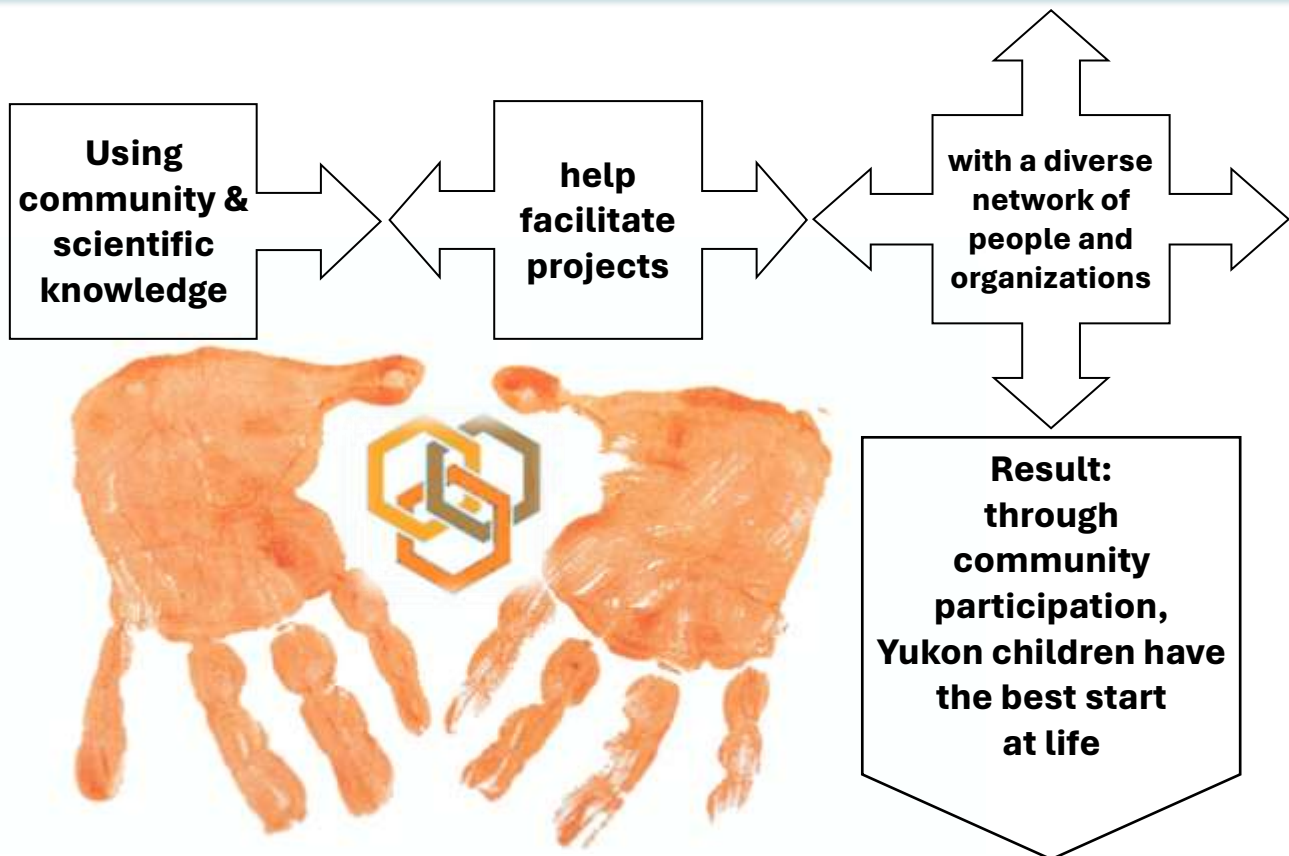 Using
community &
scientific
knowledge
help
facilitate
projects
with a diverse
network of
people and
organizations
Result:
through
community
participation,
Yukon children have
the best start
at life